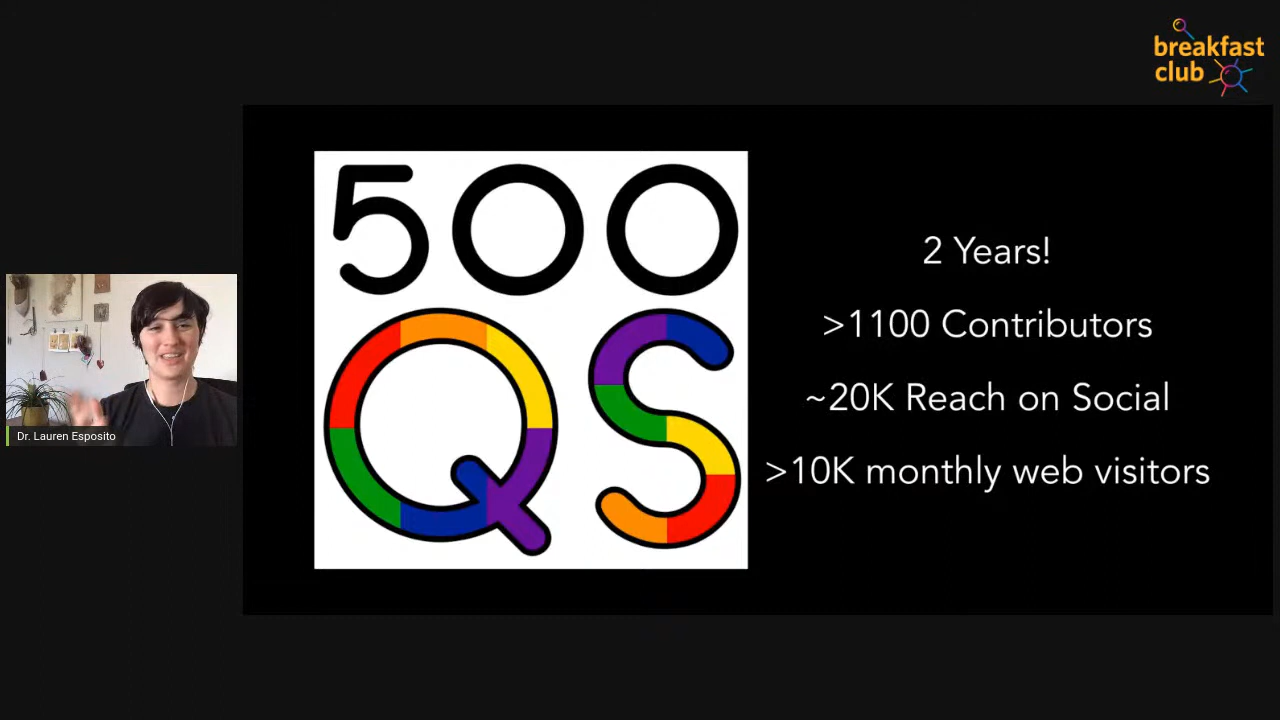 breakfast
club
500
QS
2 Years!
>1100 Contributors
~20K Reach on Social
>10K monthly web visitors
Dr. Lauren Esposito